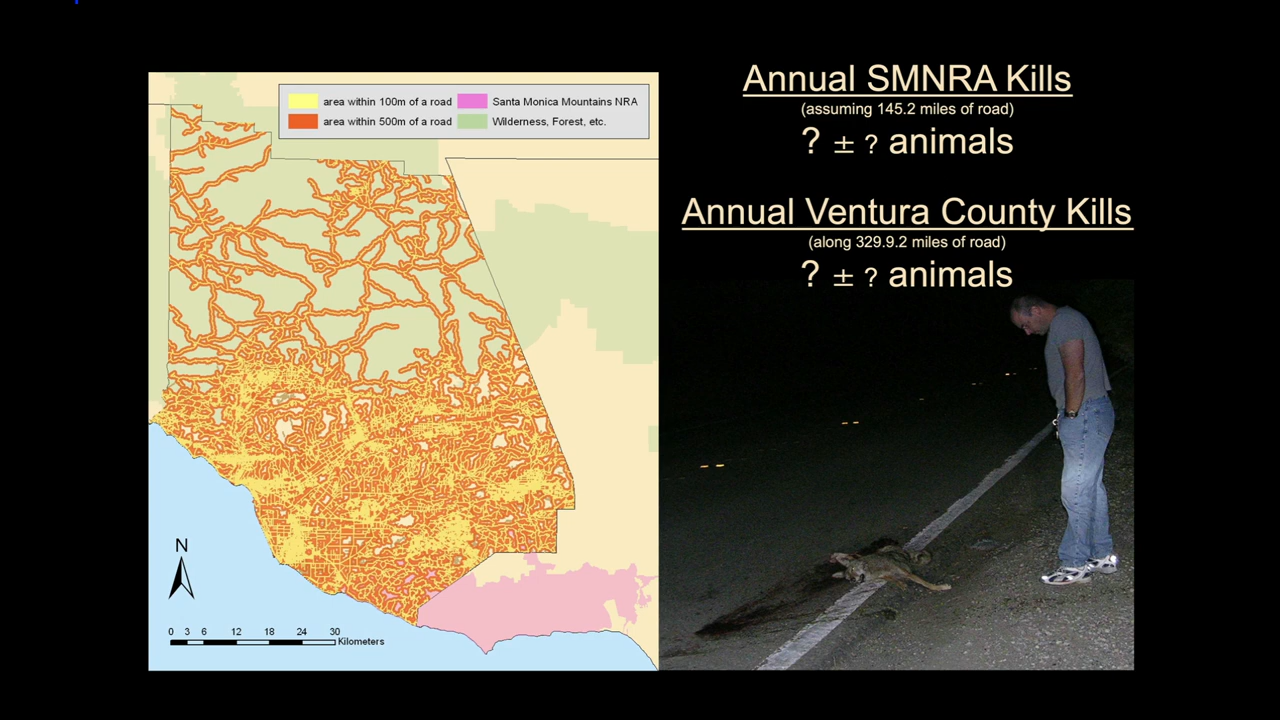 Annual SMNRA Kills
(assuming 145.2 miles of road)
? ± ? animals
Annual Ventura County Kills
(along 329.9.2 miles of road)
? ± ? animals
area within 100m of a road
Santa Monica Mountains NRA
area within 500m of a road
Wilderness, Forest, etc.
N
0 3 6 12 18 24 30
Kilometers